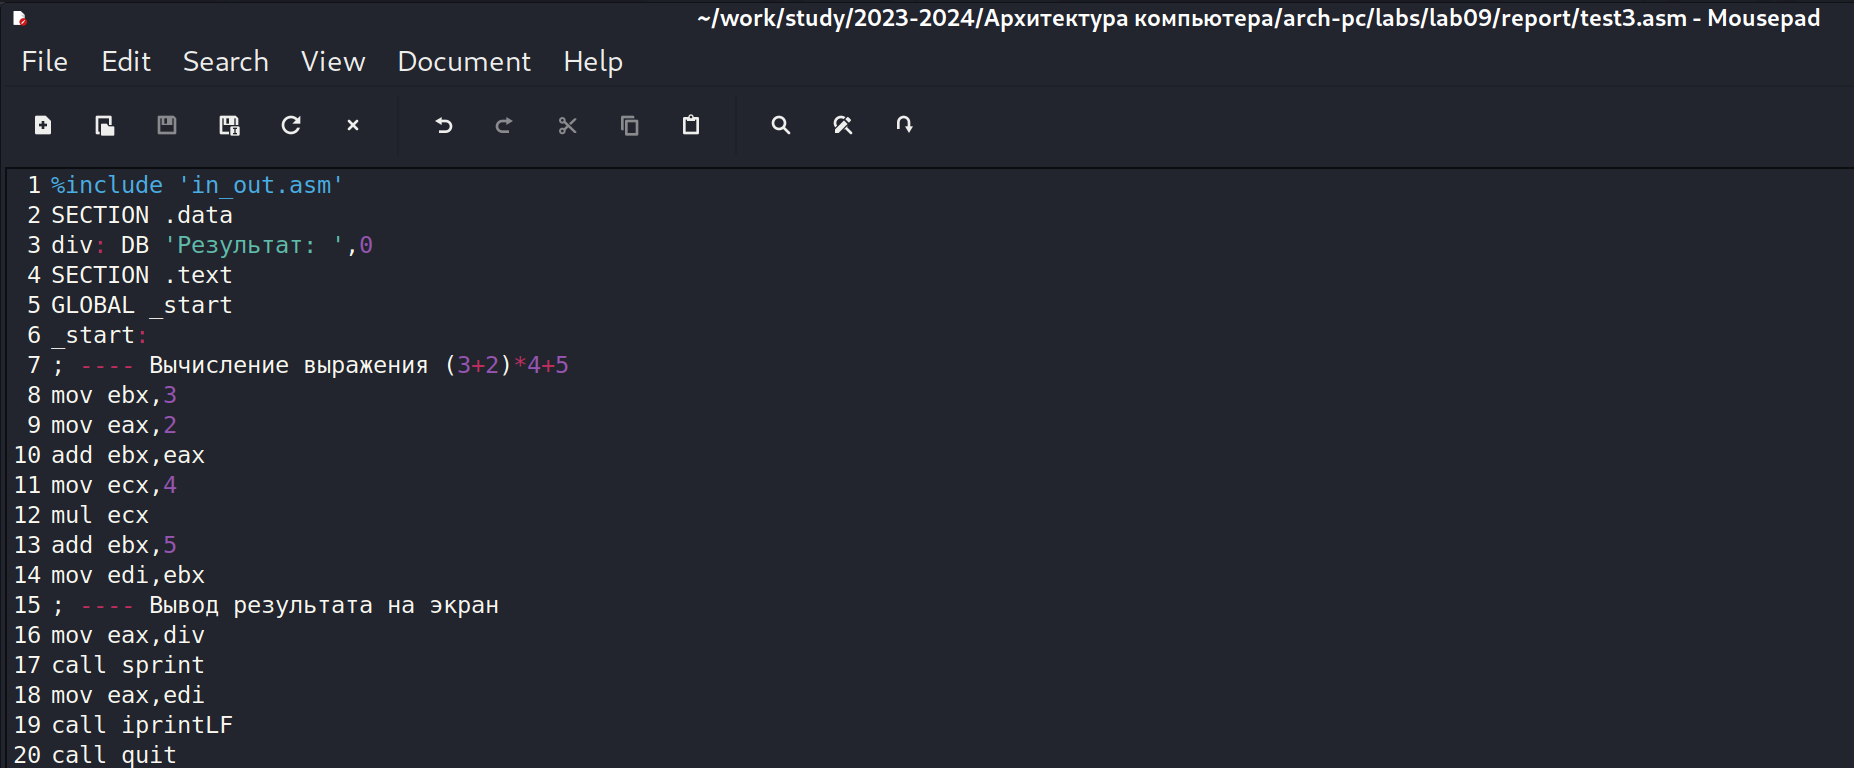 ~/work/study/2023-2024/Архитектура компьютера/arch-pc/labs/lab09/report/test3.asm - Mousepad
File Edit Search View Document Help
1 %include 'in_out.asm'
2 SECTION .data
3 div: DB 'Результат: ',0
4 SECTION .text
5 GLOBAL _start
6 _start:
7 ; ---- Вычисление выражения (3+2)*4+5
8 mov ebx,3
9 mov eax,2
10 add ebx,eax
11 mov ecx,4
12 mul ecx
13 add ebx,5
14 mov edi,ebx
15 ; ---- Вывод результата на экран
16 mov eax,div
17 call sprint
18 mov eax,edi
19 call iprintLF
20 call quit